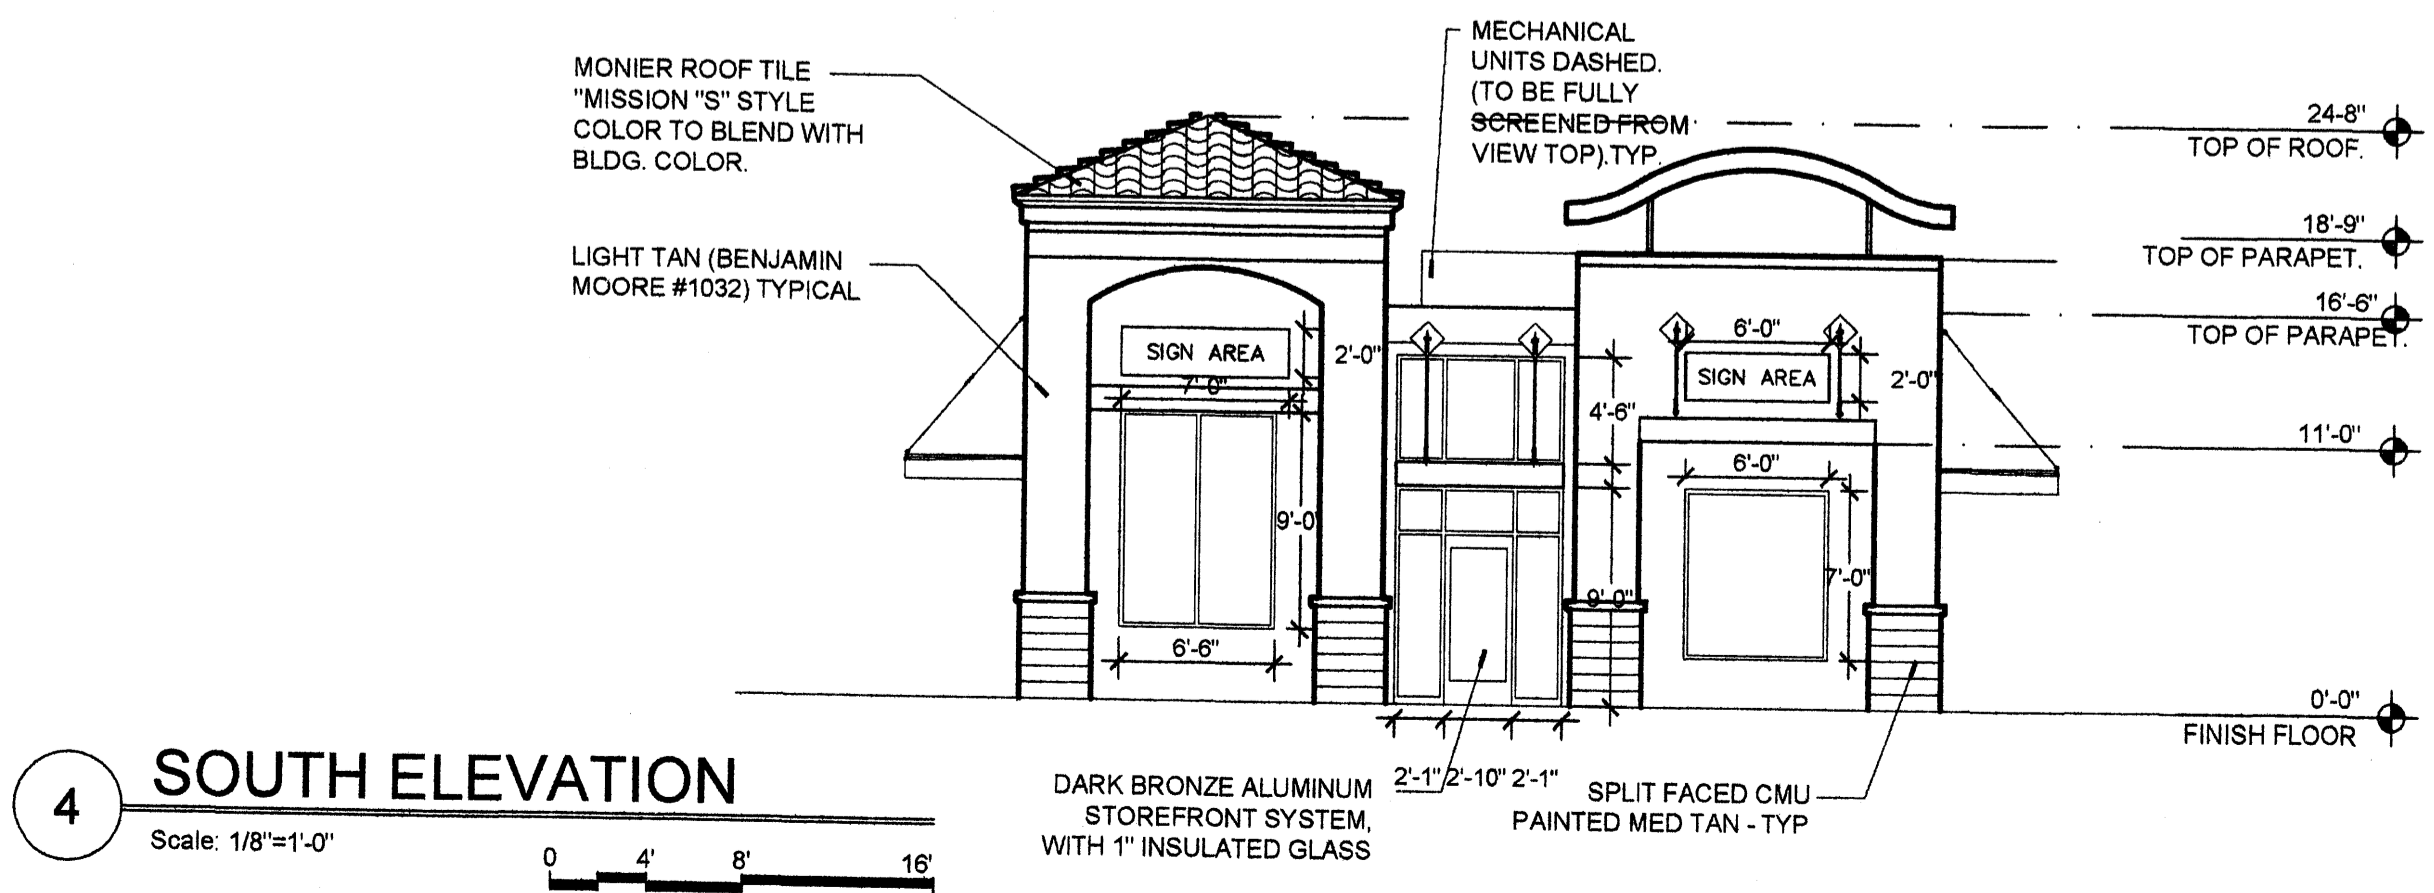 MONIER ROOF TILE
"MISSION "S" STYLE
COLOR TO BLEND WITH
BLDG. COLOR.
MECHANICAL
UNITS DASHED.
(TO BE FULLY
SCREENED FROM
VIEW TOP).TYP.
24-8"
TOP OF ROOF.
18'-9"
TOP OF PARAPET.
16'-6"
TOP OF PARAPET.
11'-0"
0'-0"
FINISH FLOOR
LIGHT TAN (BENJAMIN
MOORE #1032) TYPICAL
SIGN AREA
2'-0"
7'-0"
9'-0
6'-6"
4'-6"
9'-0"
6'-0"
SIGN AREA
2'-0"
6'-0"
7'-0"
2'-1" 2'-10" 2'-1"
DARK BRONZE ALUMINUM
STOREFRONT SYSTEM,
WITH 1" INSULATED GLASS
SPLIT FACED CMU
PAINTED MED TAN - TYP
4
SOUTH ELEVATION
Scale: 1/8"=1'-0"
0 4' 8' 16'